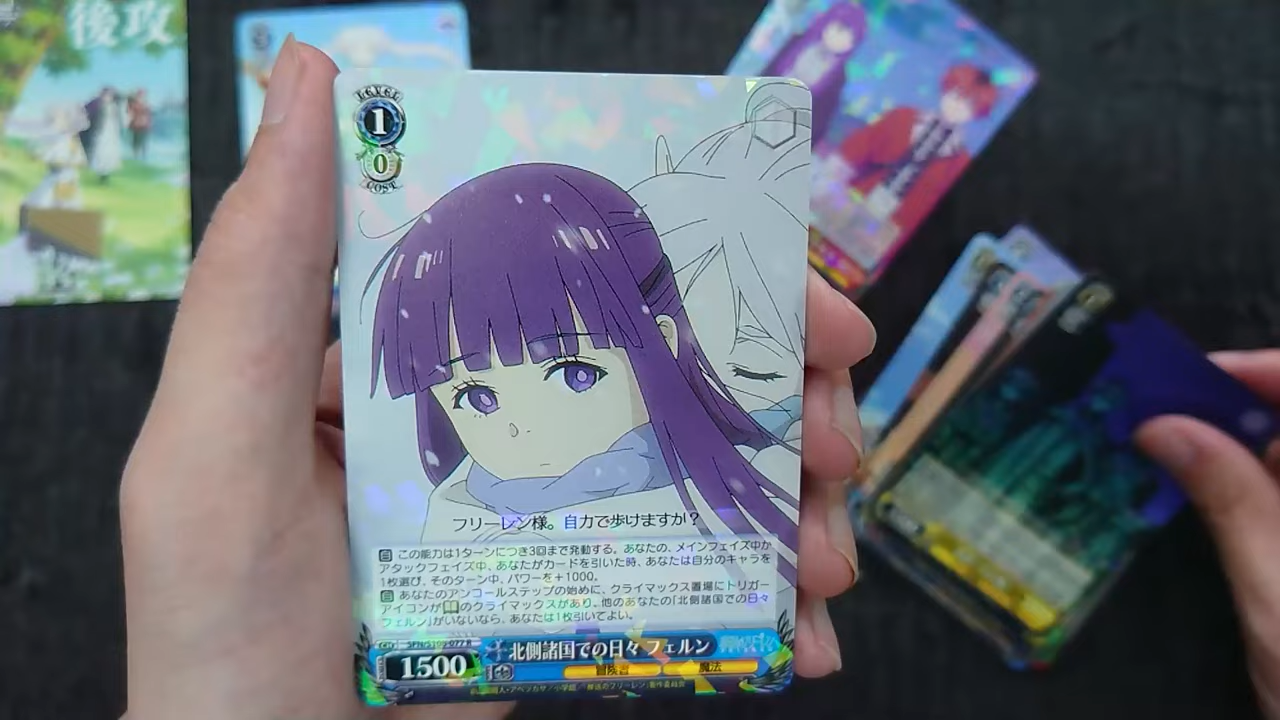 後攻
LEVEL
1
0
COST
フリーレン様。自力で歩けますか?
自 この能力は1ターンにつき3回まで発動する。あなたの、メインフェイズ中か
アタックフェイズ中、あなたがカードを引いた時、あなたは自分のキャラを
1枚選び、そのターン中、パワーを+1000。
自 あなたのアンコールステップの始めに、クライマックス置場にトリガー
アイコンが
のクライマックスがあり、他のあなたの「北側諸国での日々
フェルン」がいないなら、あなたは1枚引いてよい。
1500
北側諸国での日々 フェルン
1
冒険者
魔法